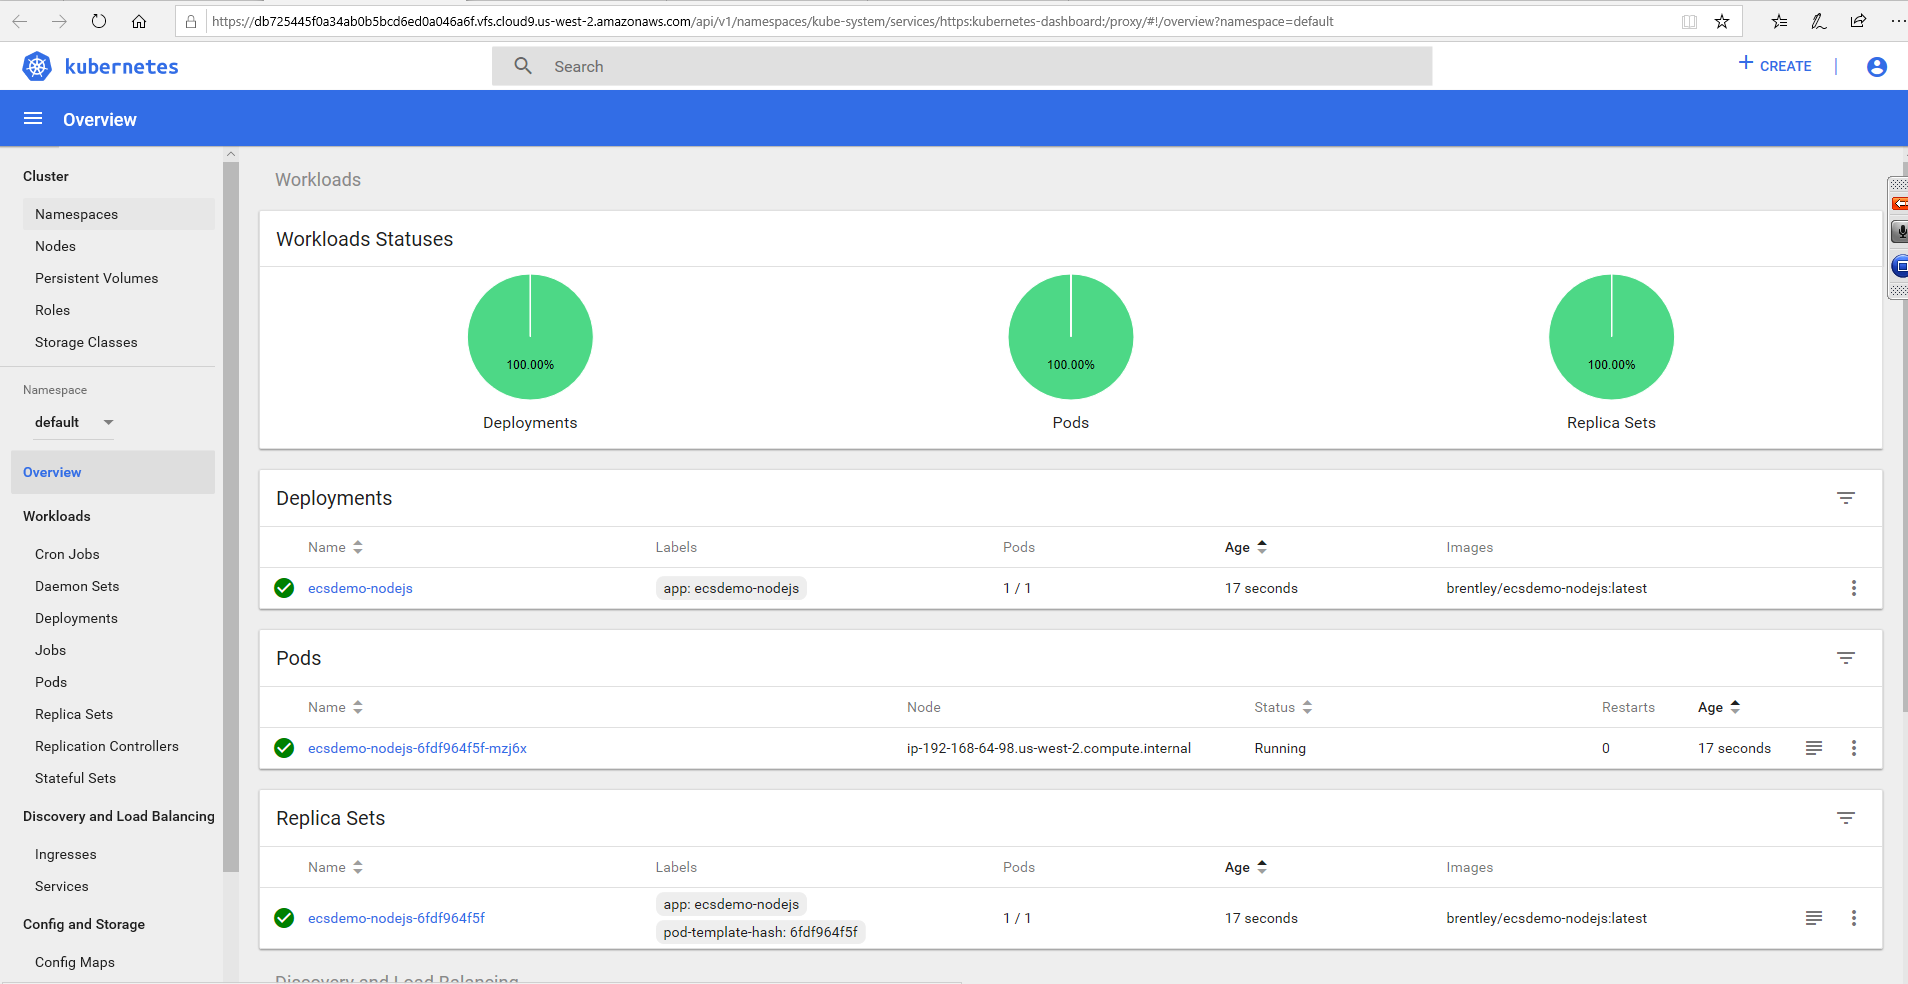 https://db725445f0a34ab0b5bcd6ed0a046a6f.vfs.cloud9.us-west-2.amazonaws.com/api/v1/namespaces/kube-system/services/https:kubernetes-dashboard:/proxy/#!/overview?namespace=default
kubernetes
Search
+ CREATE |
Overview
Cluster
Namespaces
Nodes
Persistent Volumes
Roles
Storage Classes
Namespace
default
Overview
Workloads
Cron Jobs
Daemon Sets
Deployments
Jobs
Pods
Replica Sets
Replication Controllers
Stateful Sets
Discovery and Load Balancing
Ingresses
Services
Config and Storage
Config Maps
Workloads
Workloads Statuses
100.00% 100.00% 100.00%
Deployments Pods Replica Sets
Deployments
Name Labels Pods Age Images
ecsdemo-nodejs app: ecsdemo-nodejs 1 / 1 17 seconds brentley/ecsdemo-nodejs:latest
Pods
Name Node Status Restarts Age
ecsdemo-nodejs-6fdf964f5f-mzj6x ip-192-168-64-98.us-west-2.compute.internal Running 0 17 seconds
Replica Sets
Name Labels Pods Age Images
app: ecsdemo-nodejs
ecsdemo-nodejs-6fdf964f5f 1 / 1 17 seconds brentley/ecsdemo-nodejs:latest
pod-template-hash: 6fdf964f5f
Discovery and Load Balancing